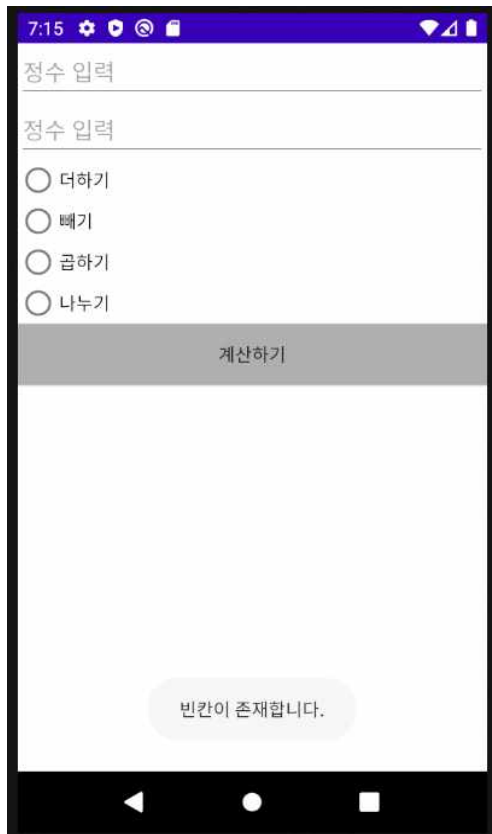 7:15
정수 입력
정수 입력
더하기
빼기
곱하기
나누기
계산하기
빈칸이 존재합니다.